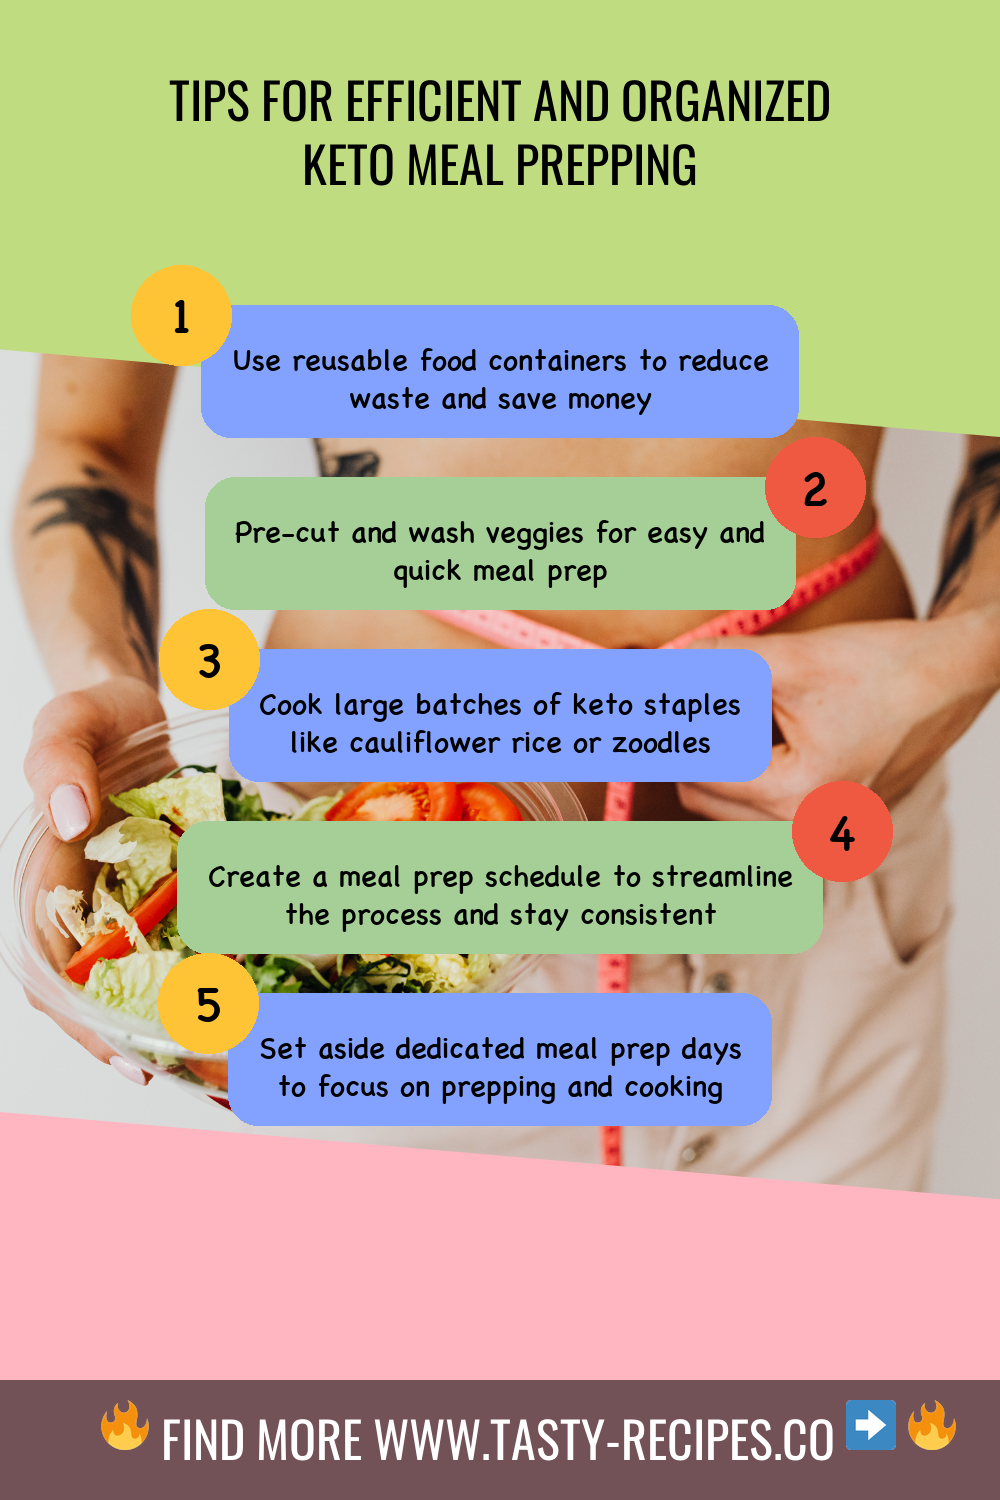 TIPS FOR EFFICIENT AND ORGANIZED
KETO MEAL PREPPING
1
Use reusable food containers to reduce
waste and save money
2
Pre-cut and wash veggies for easy and
quick meal prep
3
Cook large batches of keto staples
like cauliflower rice or zoodles
4
Create a meal prep schedule to streamline
the process and stay consistent
5
Set aside dedicated meal prep days
to focus on prepping and cooking
FIND MORE WWW.TASTY-RECIPES.CO